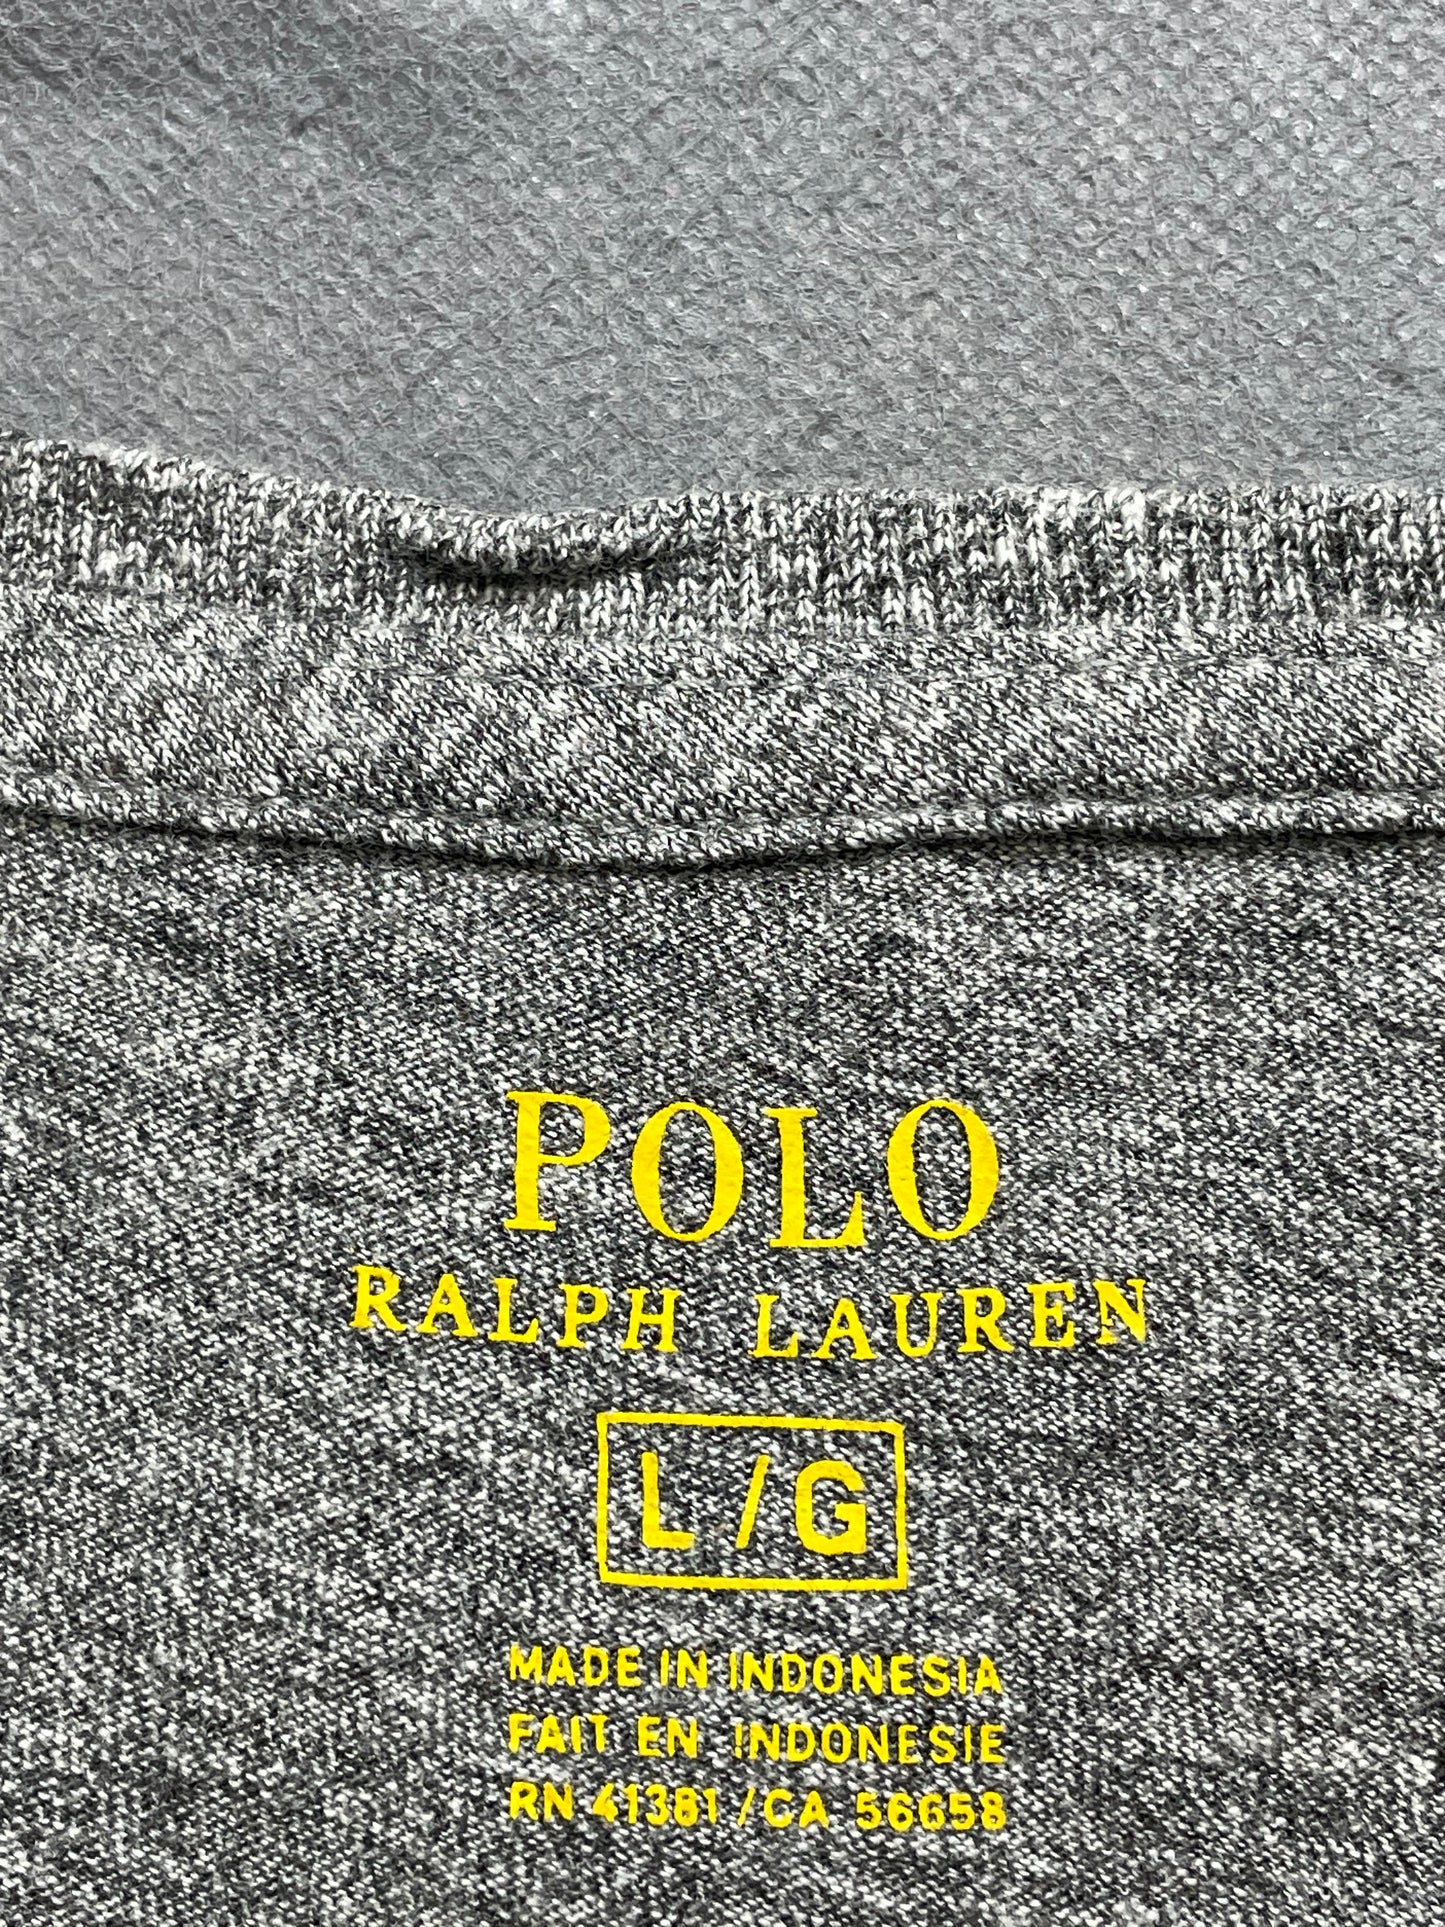 POLO
RALPH LAUREN
L/G
MADE IN INDONESIA
FAIT EN INDONESIE
RN 41381 /CA 56658